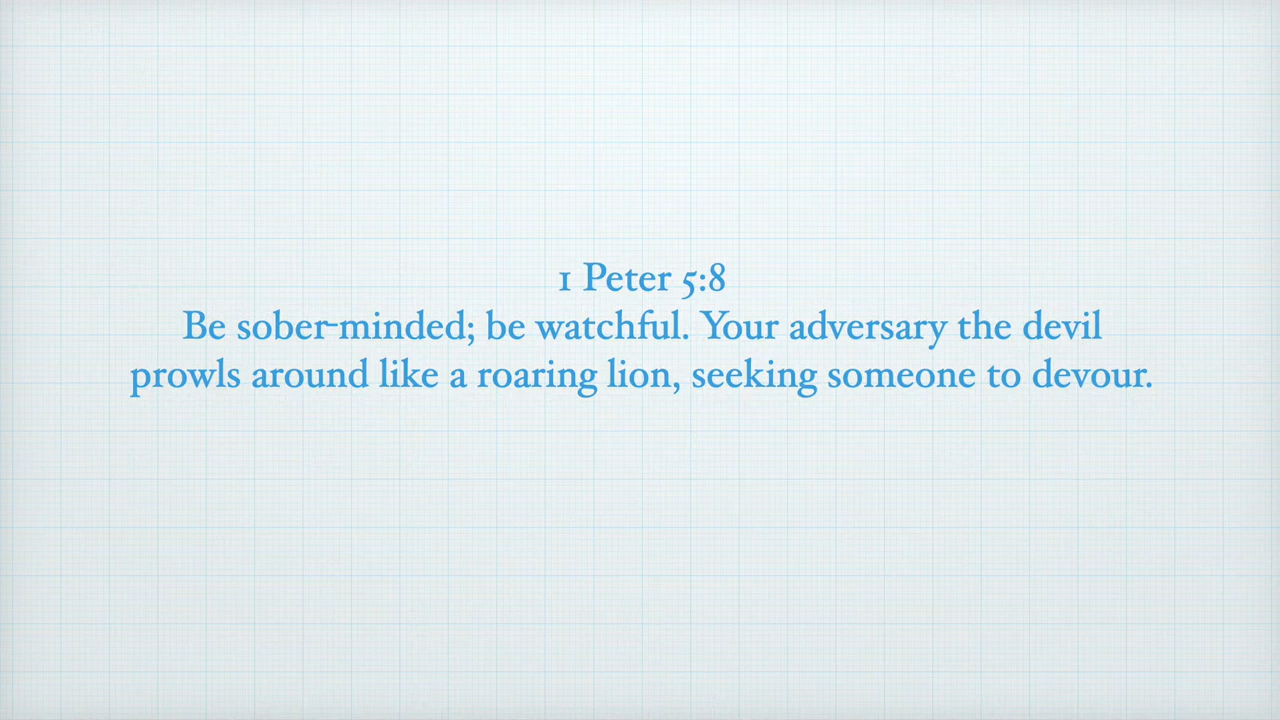 1 Peter 5:8
Be sober-minded; be watchful. Your adversary the devil
prowls around like a roaring lion, seeking someone to devour.